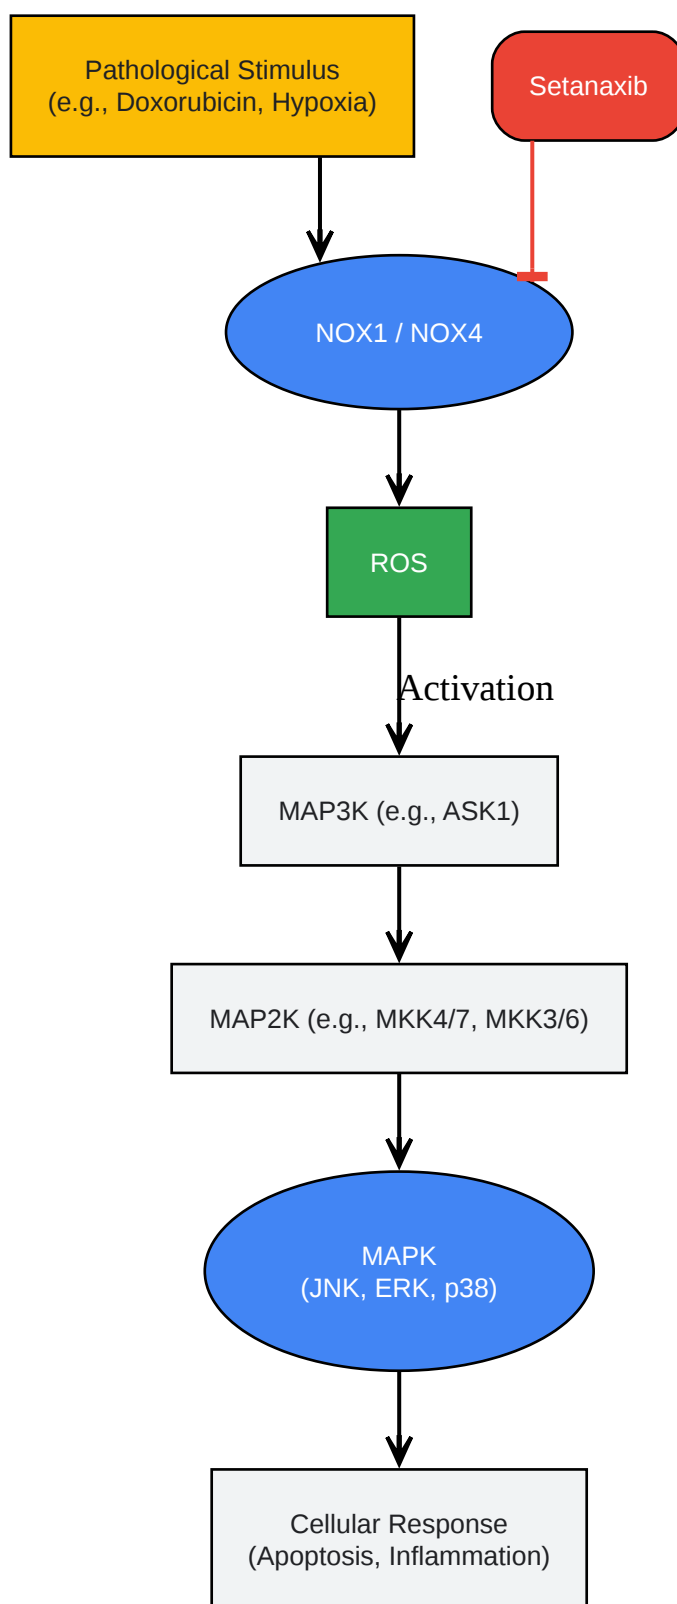 Pathological Stimulus
(e.g., Doxorubicin, Hypoxia)
Setanaxib
NOX1 / NOX4
ROS
Activation
MAP3K (e.g., ASK1)
MAP2K (e.g., MKK4/7, MKK3/6)
MAPK
(JNK, ERK, p38)
Cellular Response
(Apoptosis, Inflammation)